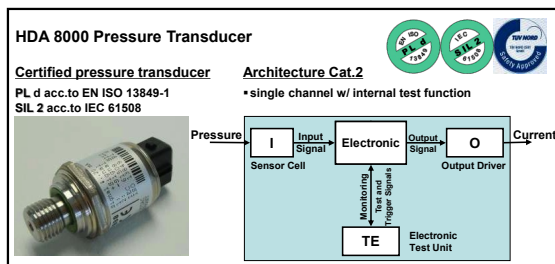 HDA 8000 Pressure Transducer
EN ISO
PL d
13849
IEC
SIL 2
61508
TÜV NORD
Safety Approved
Certified pressure transducer
PL d acc.to EN ISO 13849-1
SIL 2 acc.to IEC 61508
Architecture Cat.2
▪ single channel w/ internal test function
Pressure
I
Sensor Cell
Input
Signal
Electronic
Output
Signal
O
Output Driver
Current
Monitoring
Test and
Trigger Signals
TE
Electronic
Test Unit